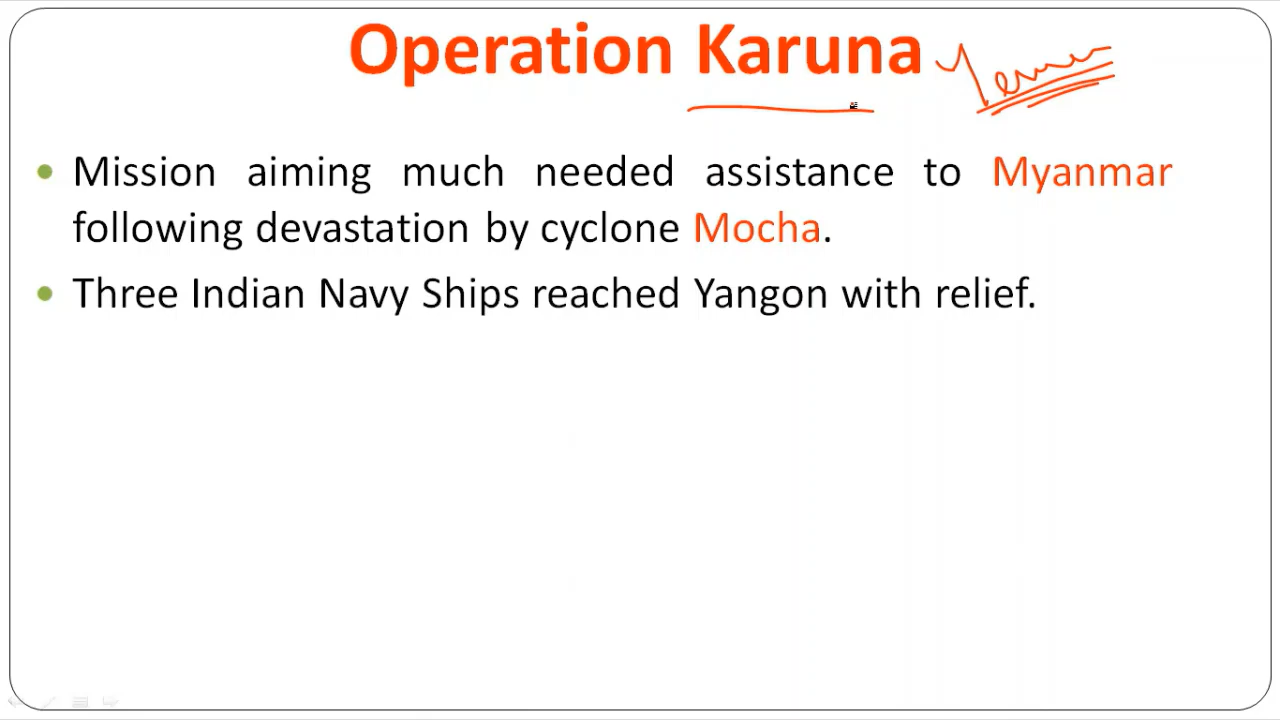 Operation Karuna Yemen
Mission aiming much needed assistance to Myanmar
following devastation by cyclone Mocha.
Three Indian Navy Ships reached Yangon with relief.